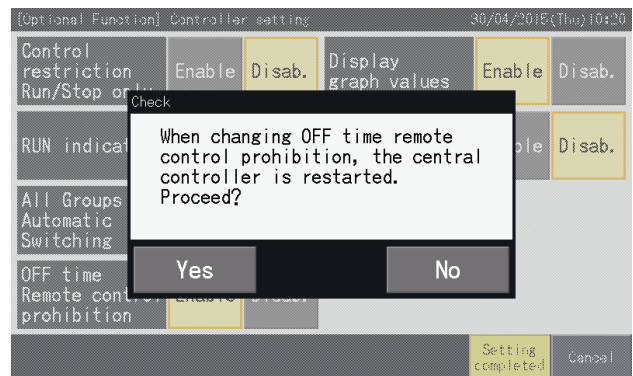 [Optional Function] Controller setting 30/04/2015(Thu)10:20
Control
restriction
Run/Stop only
Enable Disab.
Display
graph values
Enable Disab.
Check
When changing OFF time remote
control prohibition, the central
controller is restarted.
Proceed?
Yes No
RUN indicat
ble Disab.
All Groups
Automatic
Switching
OFF time
Remote control
prohibition
Enable Disab.
Setting
completed
Cancel